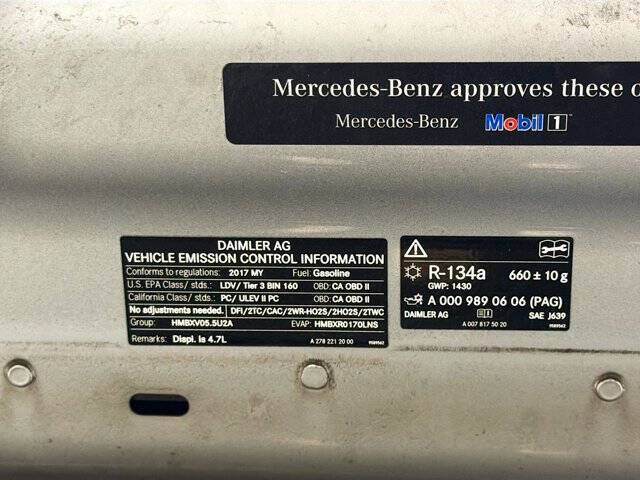 Mercedes-Benz approves these
Mercedes-Benz Mobil 1
DAIMLER AG
VEHICLE EMISSION CONTROL INFORMATION
Conforms to regulations: 2017 MY Fuel: Gasoline
U.S. EPA Class / stds.: LDV/ Tier 3 BIN 160 OBD: CA OBD II
California Class / stds.: PC/ ULEV II PC OBD: CA OBD II
No adjustments needed. DFI/2TC/CAC/2WR-HO2S/2HO2S/2TWC
Group: HMBXV05.5U2A EVAP: HMBXR0170LNS
Remarks: Displ. is 4.7L A 278 221 20 00
R-134a 660 ± 10 g
GWP: 1430
A 000 989 06 06 (PAG)
DAIMLER AG SAE J639
A 007 817 50 20